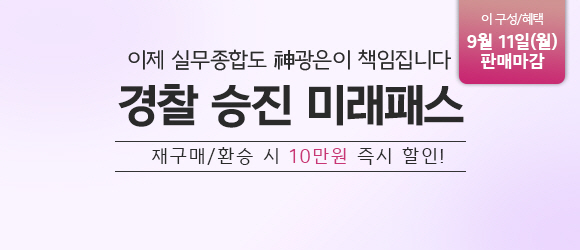 이 구성/혜택
9월 11일(월)
판매마감
이제 실무종합도 神광은이 책임집니다
경찰 승진 미래패스
재구매/환승 시 10만원 즉시 할인!